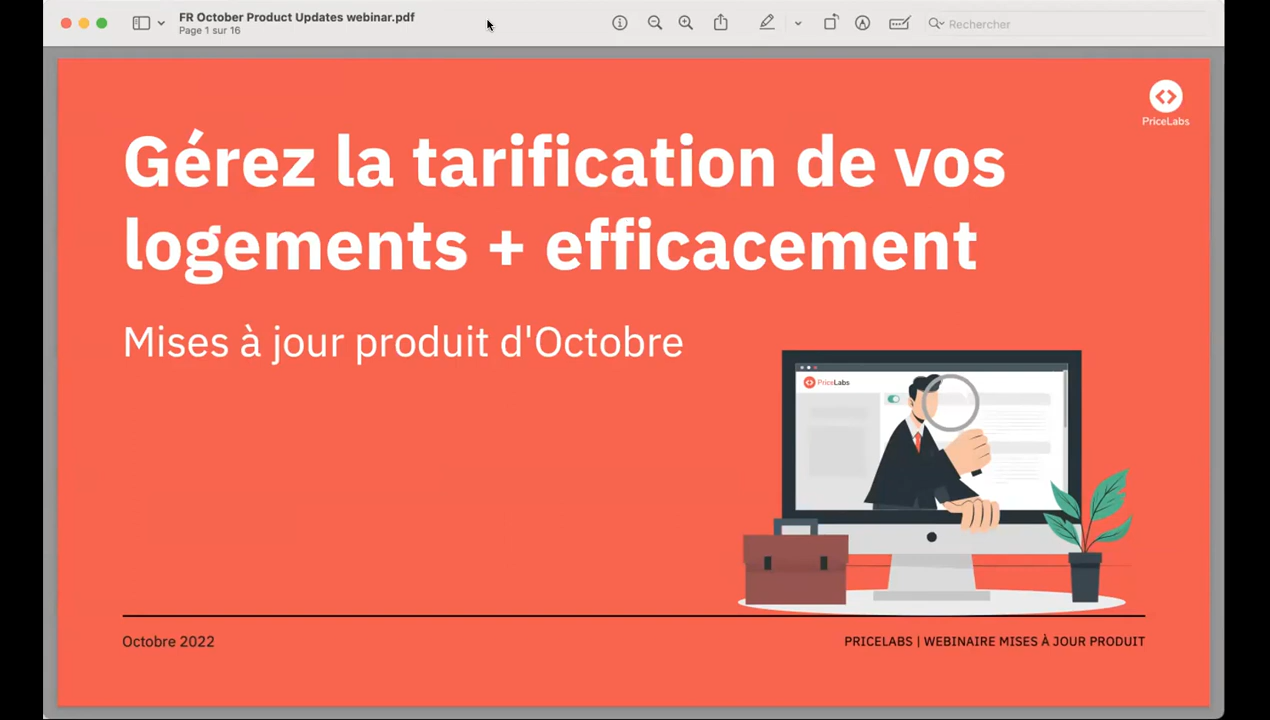 FR October Product Updates webinar.pdf
Page 1 sur 16
Rechercher
PriceLabs
Gérez la tarification de vos
logements + efficacement
Mises à jour produit d'Octobre
PriceLabs
Octobre 2022
PRICELABS | WEBINAIRE MISES À JOUR PRODUIT